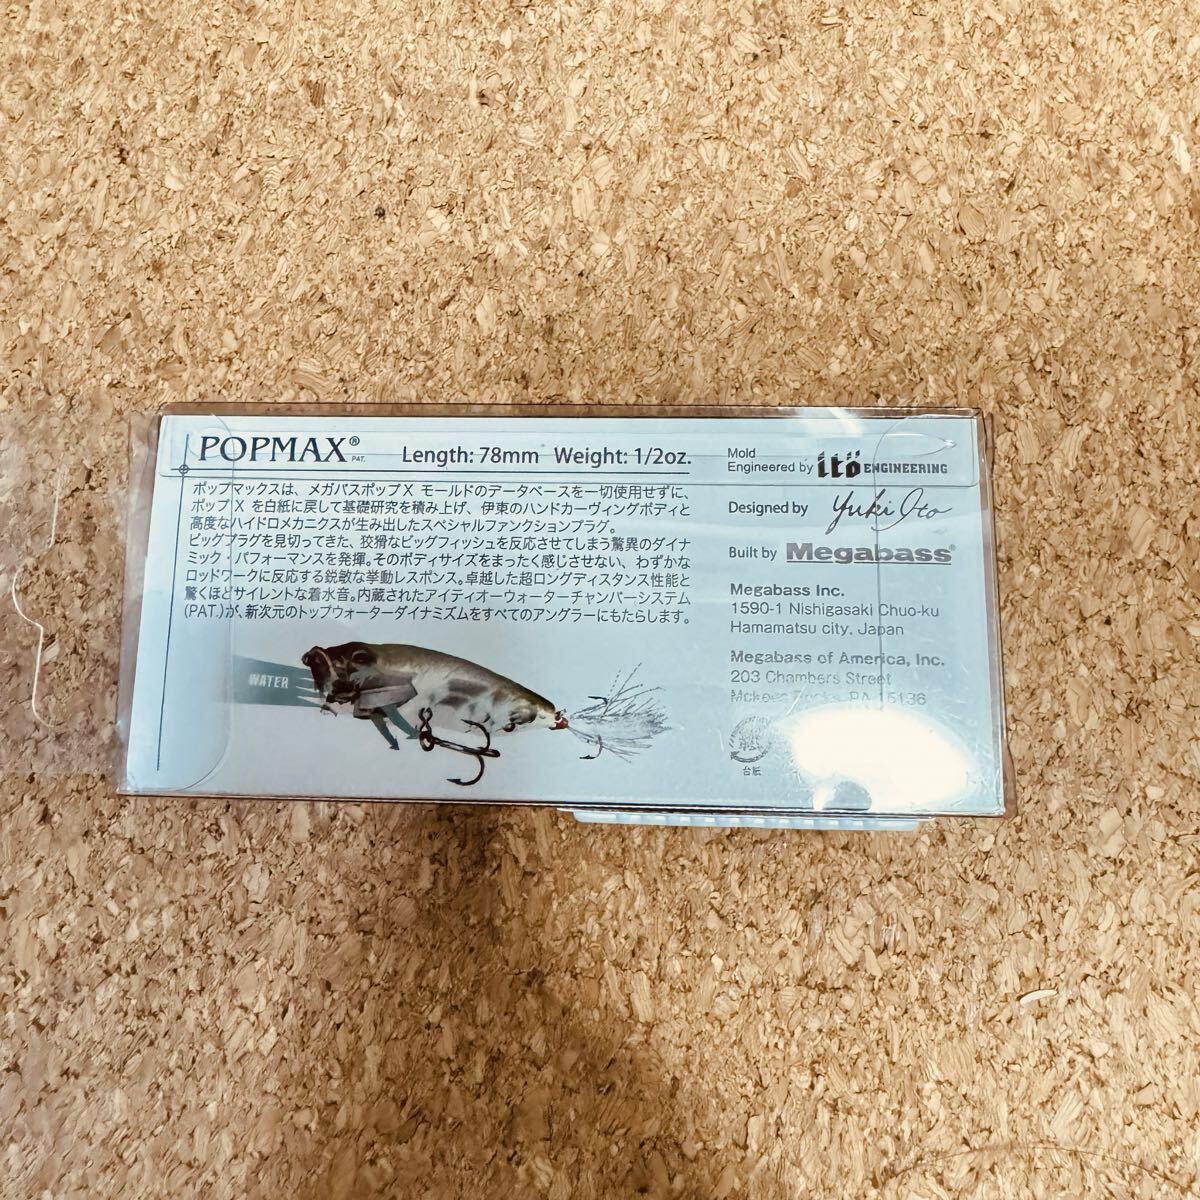 POPMAX® PAT. Length: 78mm Weight: 1/2oz.
ポップマックスは、メガバスポップX モールドのデータベースを一切使用せずに、
ポップ X を白紙に戻して基礎研究を積み上げ、伊東のハンドカーヴィングボディと
高度なハイドロメカニクスが生み出したスペシャルファンクションプラグ。
ビッグプラグを見切ってきた、狡猾なビッグフィッシュを反応させてしまう驚異のダイナ
ミック・パフォーマンスを発揮。そのボディサイズをまったく感じさせない、わずかな
ロッドワークに反応する鋭敏な挙動レスポンス。卓越した超ロングディスタンス性能と
驚くほどサイレントな着水音。内蔵されたアイティオーウォーターチャンバーシステム
(PAT.)が、新次元のトップウォーターダイナミズムをすべてのアングラーにもたらします。
WATER
Mold
Engineered by Itö ENGINEERING
Designed by Yuki Ito
Built by Megabass®
Megabass Inc.
1590-1 Nishigasaki Chuo-ku
Hamamatsu city, Japan
Megabass of America, Inc.
203 Chambers Street
Mckees Rocks, PA 15136
台紙